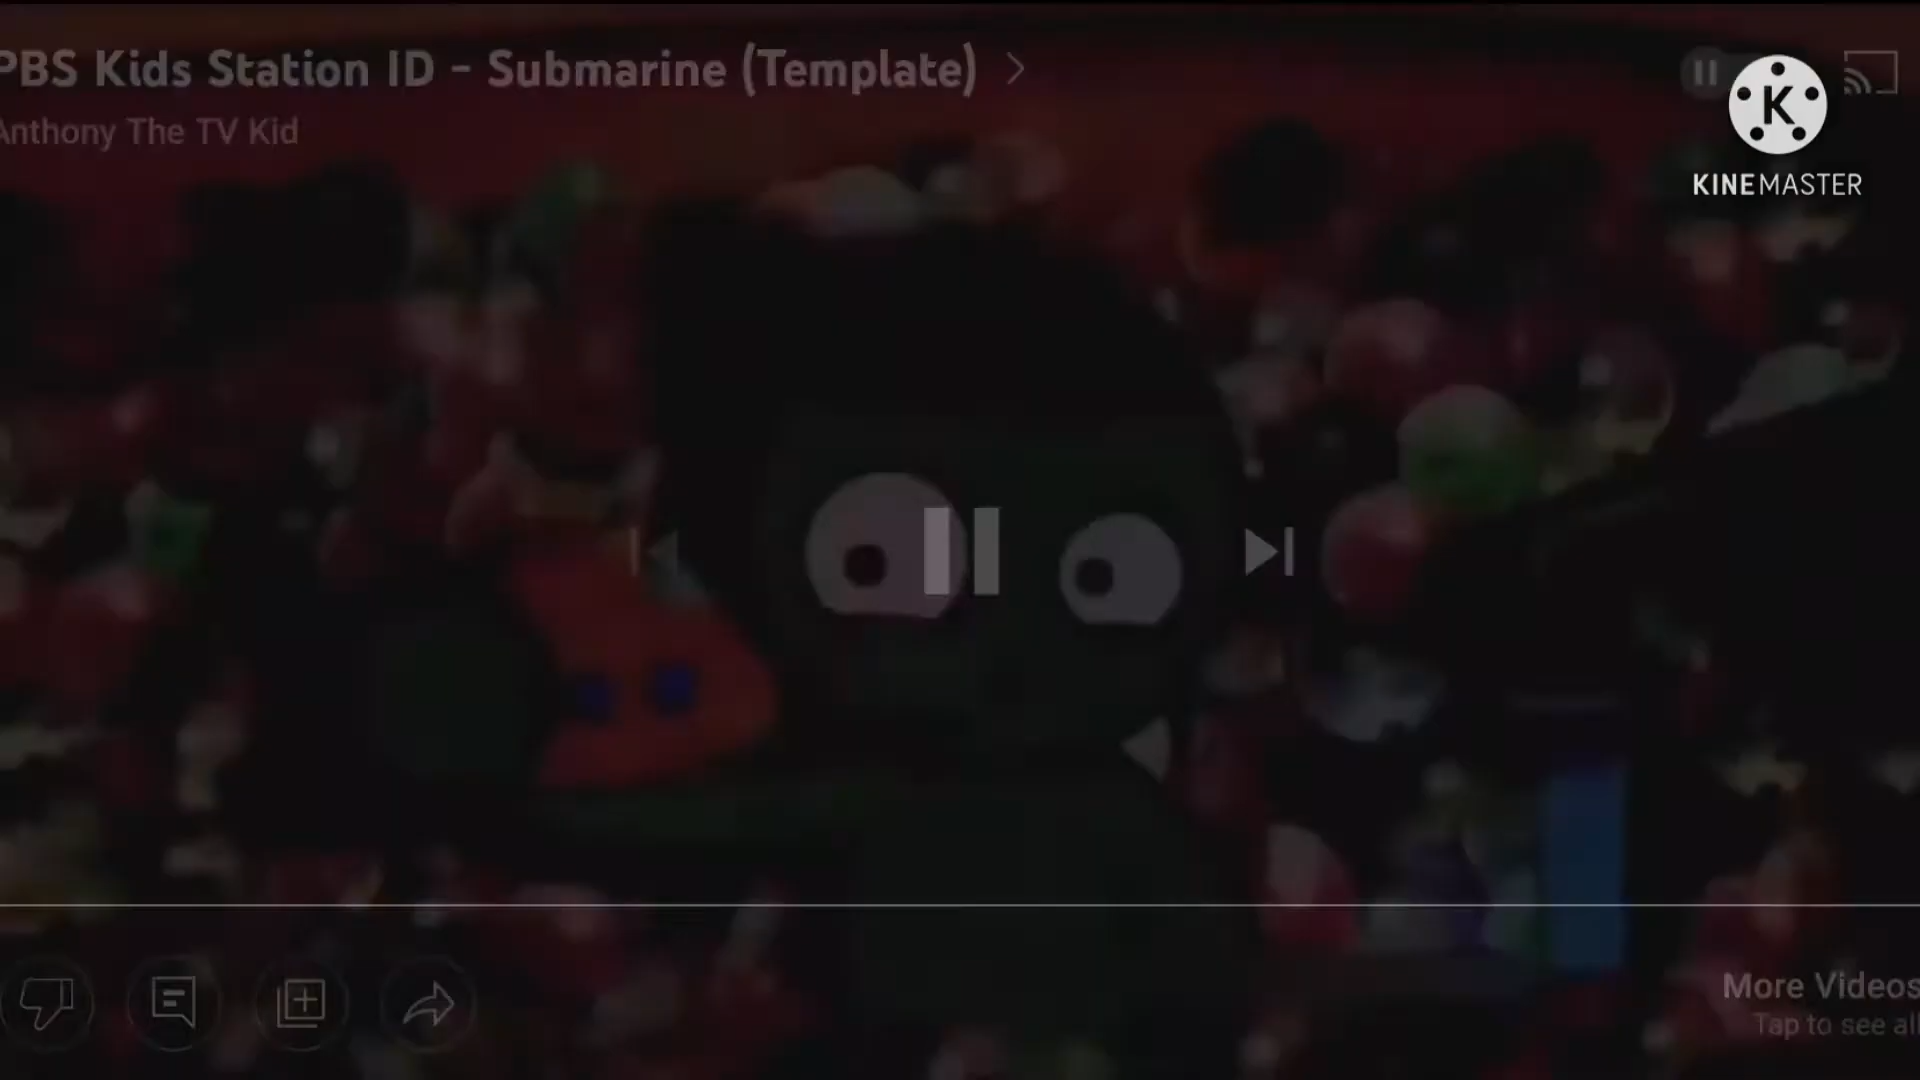 PBS Kids Station ID - Submarine (Template)
Anthony The TV Kid
K
KINEMASTER
More Videos
Tap to see all